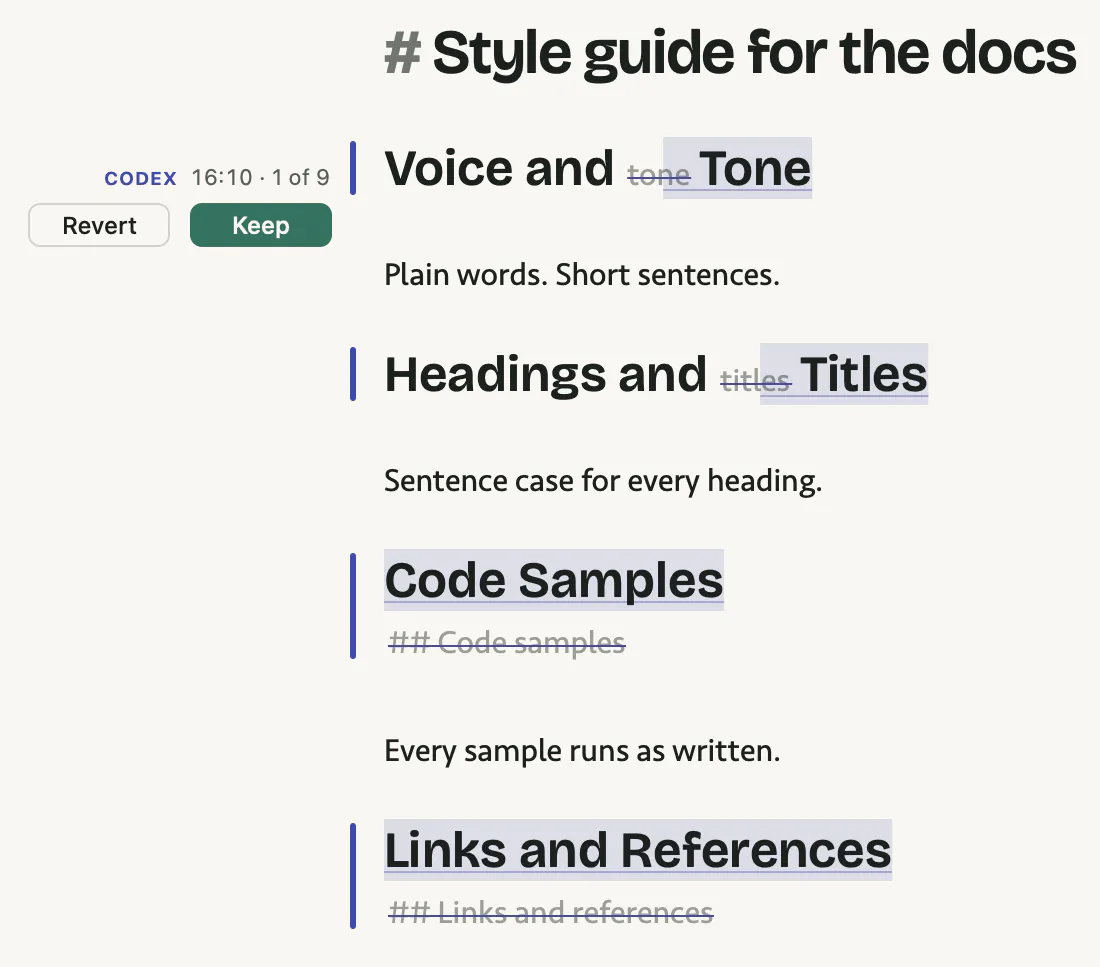 # Style guide for the docs
Voice and tone Tone
CODEX 16:10 · 1 of 9
Revert Keep
Plain words. Short sentences.
Headings and titles Titles
Sentence case for every heading.
Code Samples
## Code samples
Every sample runs as written.
Links and References
## Links and references